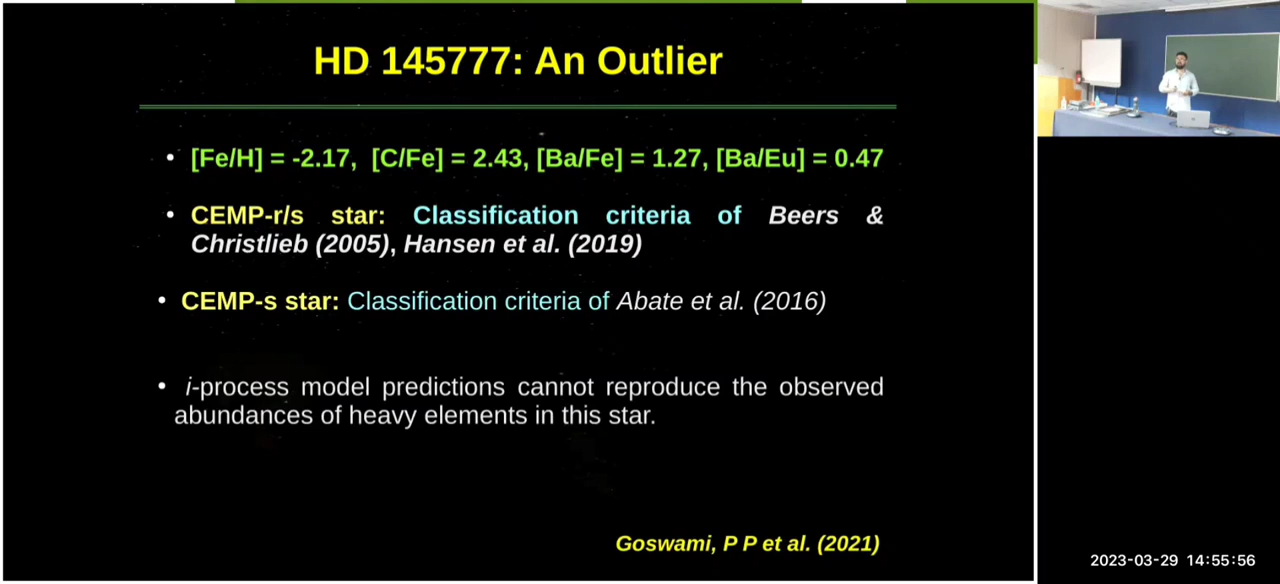 HD 145777: An Outlier
• [Fe/H] = -2.17, [C/Fe] = 2.43, [Ba/Fe] = 1.27, [Ba/Eu] = 0.47
• CEMP-r/s star: Classification criteria of Beers &
Christlieb (2005), Hansen et al. (2019)
• CEMP-s star: Classification criteria of Abate et al. (2016)
• i-process model predictions cannot reproduce the observed
abundances of heavy elements in this star.
Goswami, P P et al. (2021)
2023-03-29 14:55:56